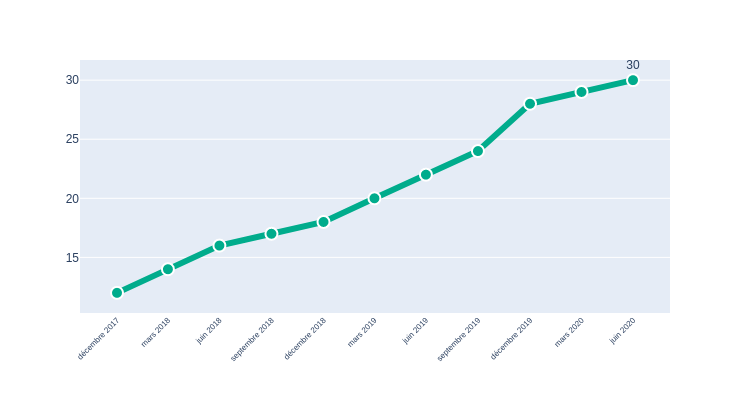 30
30
25
20
15
décembre 2017
mars 2018
juin 2018
septembre 2018
décembre 2018
mars 2019
juin 2019
septembre 2019
décembre 2019
mars 2020
juin 2020